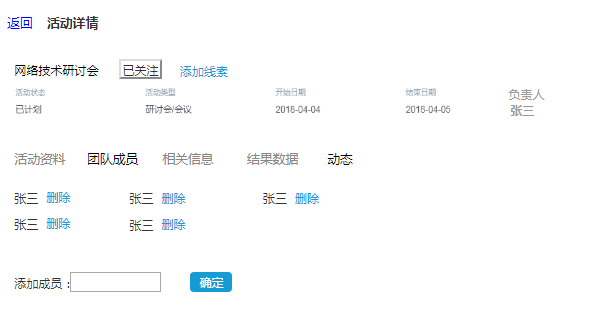 返回 活动详情
网络技术研讨会 已关注 添加线索
活动状态 活动类型 开始日期 结束日期 负责人
已计划 研讨会/会议 2018-04-04 2018-04-05 张三
活动资料 团队成员 相关信息 结果数据 动态
张三 删除 张三 删除 张三 删除
张三 删除 张三 删除
添加成员： 确定